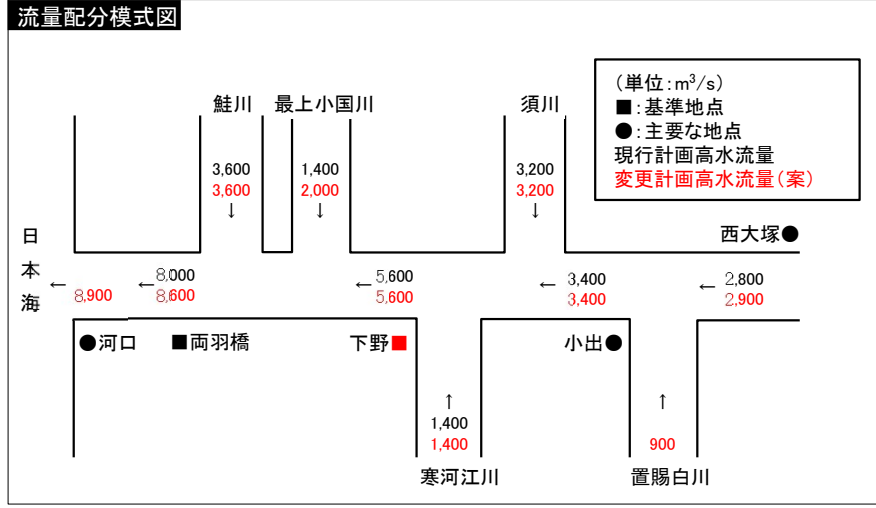 流量配分模式図
(単位:m³/s)
■:基準地点
●:主要な地点
現行計画高水流量
変更計画高水流量(案)
鮭川
最上小国川
須川
3,600
3,600
↓
1,400
2,000
↓
3,200
3,200
↓
西大塚●
日本海
←
8,900
← 8,000
8,600
← 5,600
5,600
← 3,400
3,400
← 2,800
2,900
●河口
■両羽橋
下野■
小出●
↑
1,400
1,400
寒河江川
↑
900
置賜白川